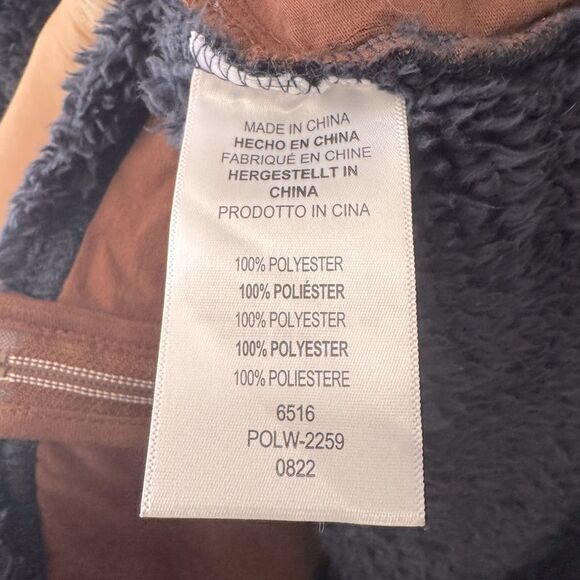 MADE IN CHINA
HECHO EN CHINA
FABRIQUÉ EN CHINE
HERGESTELLT IN
CHINA
PRODOTTO IN CINA
100% POLYESTER
100% POLIÉSTER
100% POLYESTER
100% POLYESTER
100% POLIESTERE
6516
POLW-2259
0822